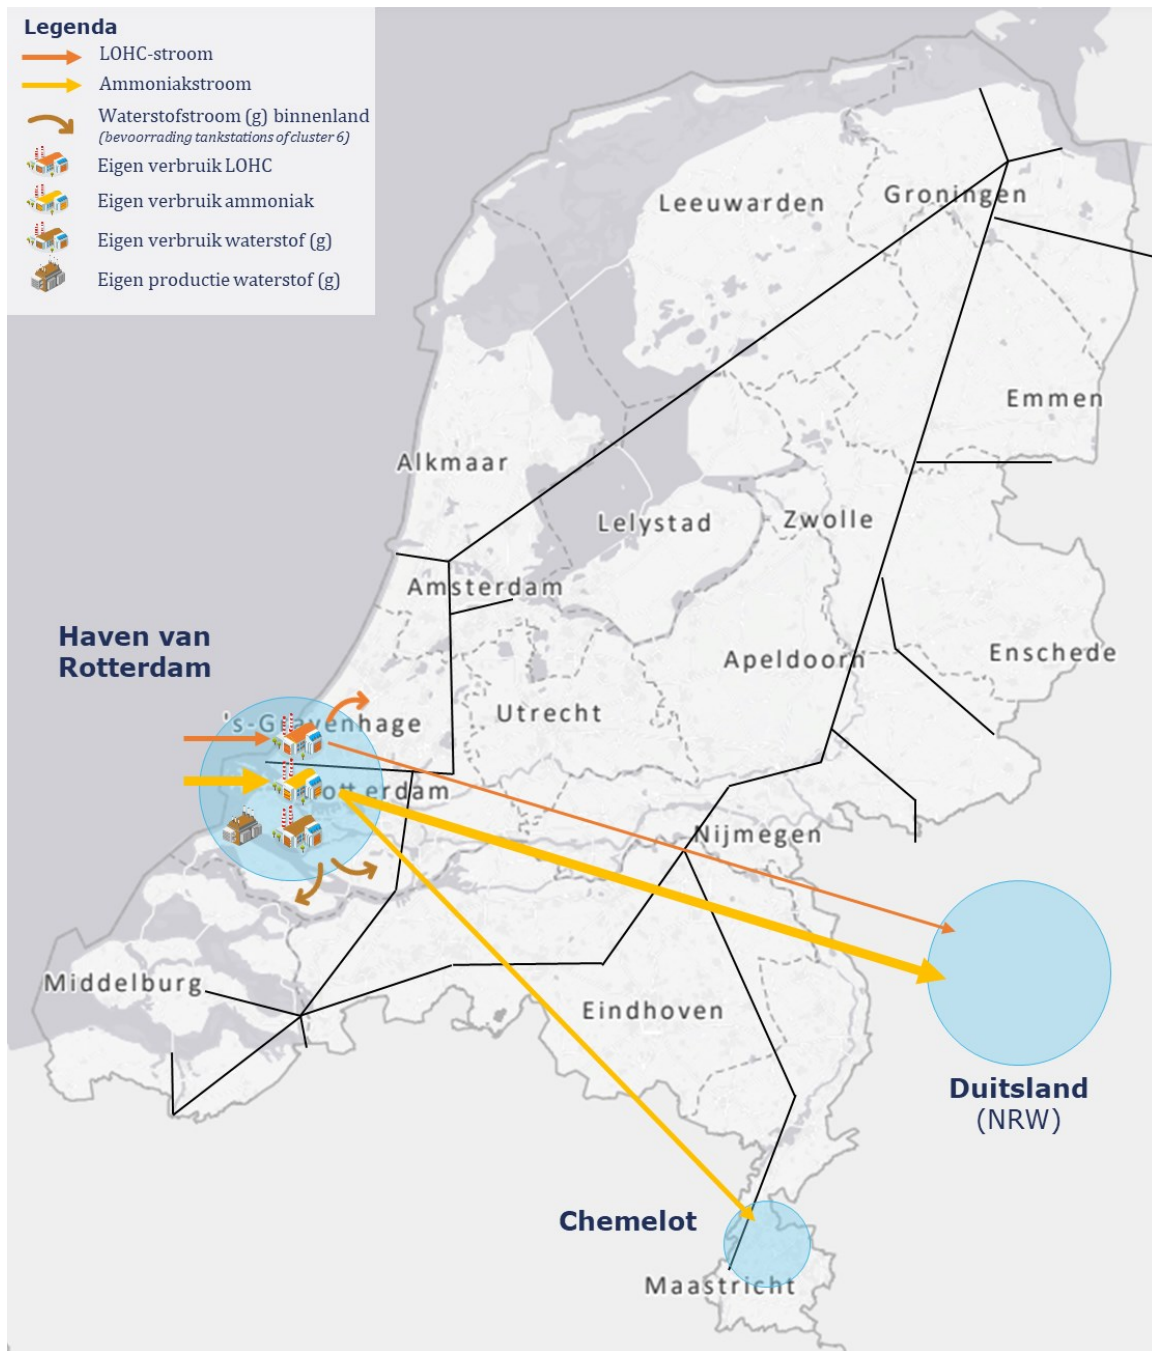 Legenda
LOHC-stroom
Ammoniakstroom
Waterstofstroom (g) binnenland
(bevoorrading tankstations of cluster 6)
Eigen verbruik LOHC
Eigen verbruik ammoniak
Eigen verbruik waterstof (g)
Eigen productie waterstof (g)
Leeuwarden
Groningen
Emmen
Alkmaar
Lelystad
Zwolle
Amsterdam
Haven van
Rotterdam
Apeldoorn
Enschede
's-Gravenhage
Utrecht
Rotterdam
Nijmegen
Middelburg
Eindhoven
Duitsland
(NRW)
Chemelot
Maastricht